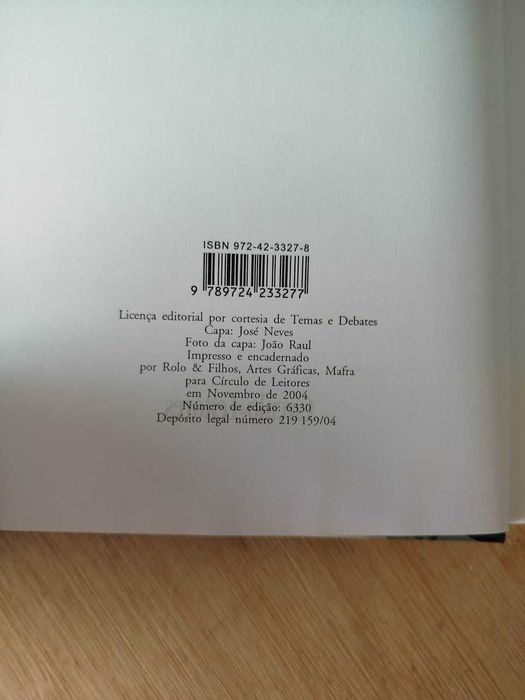 ISBN 972-42-3327-8
9 789724 233277
Licença editorial por cortesia de Temas e Debates
Capa: José Neves
Foto da capa: João Raul
Impresso e encadernado
por Rolo & Filhos, Artes Gráficas, Mafra
para Círculo de Leitores
em Novembro de 2004
Número de edição: 6330
Depósito legal número 219 159/04